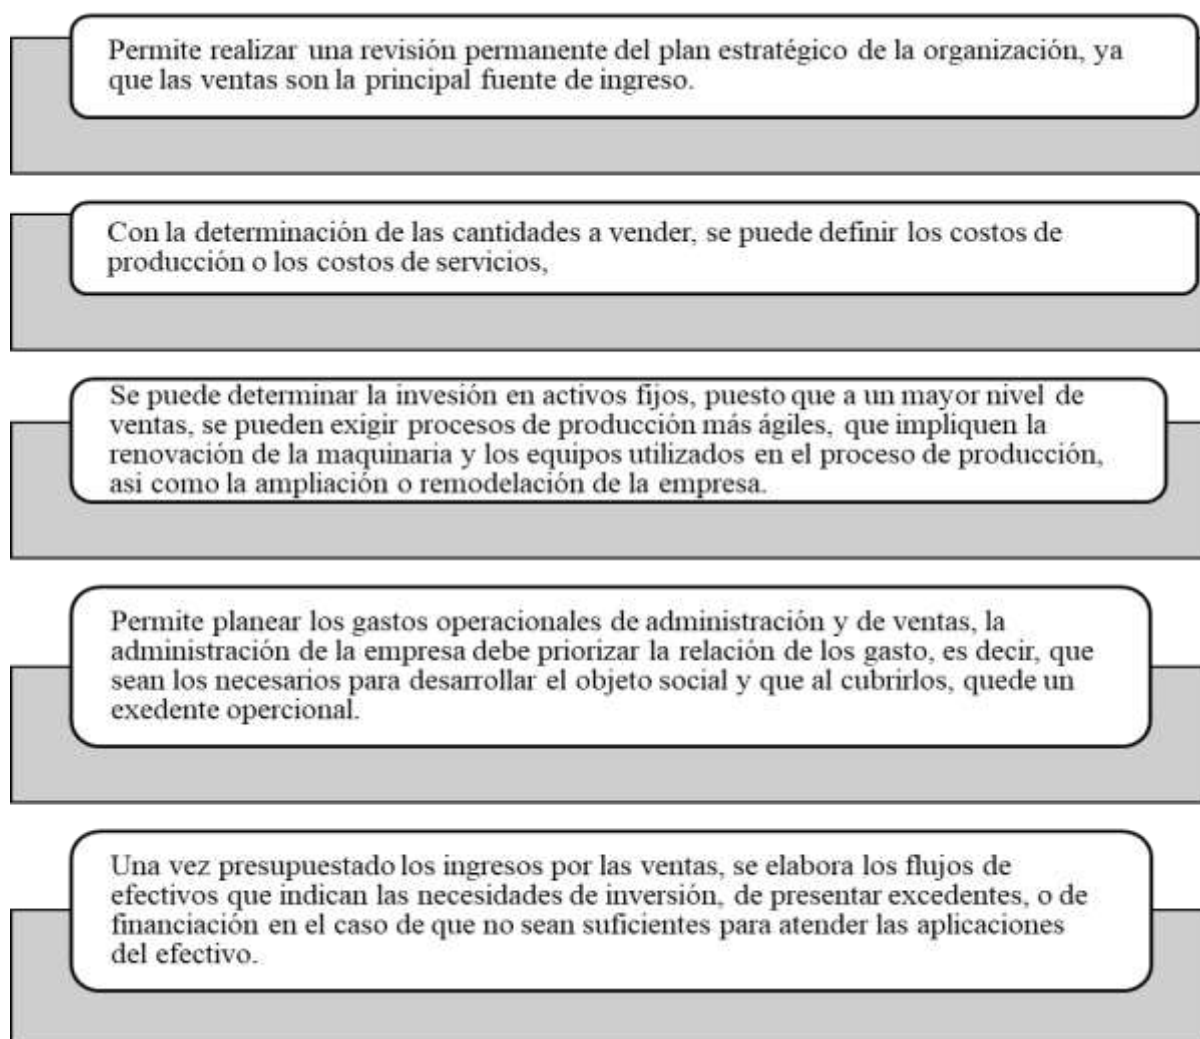 Permite realizar una revisión permanente del plan estratégico de la organización, ya
que las ventas son la principal fuente de ingreso.
Con la determinación de las cantidades a vender, se puede definir los costos de
producción o los costos de servicios,
Se puede determinar la invesión en activos fijos, puesto que a un mayor nivel de
ventas, se pueden exigir procesos de producción más ágiles, que impliquen la
renovación de la maquinaria y los equipos utilizados en el proceso de producción,
asi como la ampliación o remodelación de la empresa.
Permite planear los gastos operacionales de administración y de ventas, la
administración de la empresa debe priorizar la relación de los gasto, es decir, que
sean los necesarios para desarrollar el objeto social y que al cubrirlos, quede un
exedente opercional.
Una vez presupuestado los ingresos por las ventas, se elabora los flujos de
efectivos que indican las necesidades de inversión, de presentar excedentes, o de
financiación en el caso de que no sean suficientes para atender las aplicaciones
del efectivo.